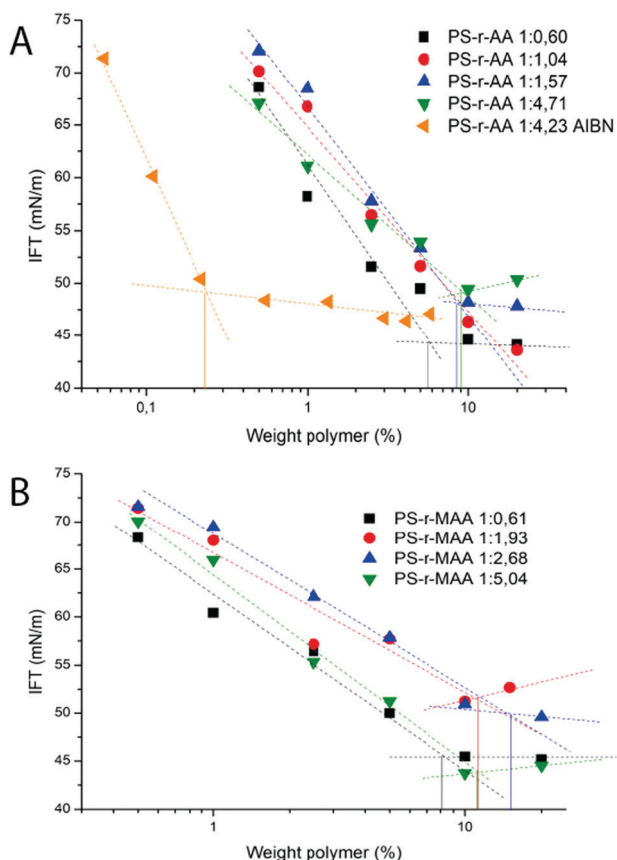 A
PS-r-AA 1:0,60
PS-r-AA 1:1,04
PS-r-AA 1:1,57
PS-r-AA 1:4,71
PS-r-AA 1:4,23 AIBN
IFT (mN/m)
75
70
65
60
55
50
45
40
0,1
1
10
Weight polymer (%)
B
PS-r-MAA 1:0,61
PS-r-MAA 1:1,93
PS-r-MAA 1:2,68
PS-r-MAA 1:5,04
IFT (mN/m)
75
70
65
60
55
50
45
40
1
10
Weight polymer (%)